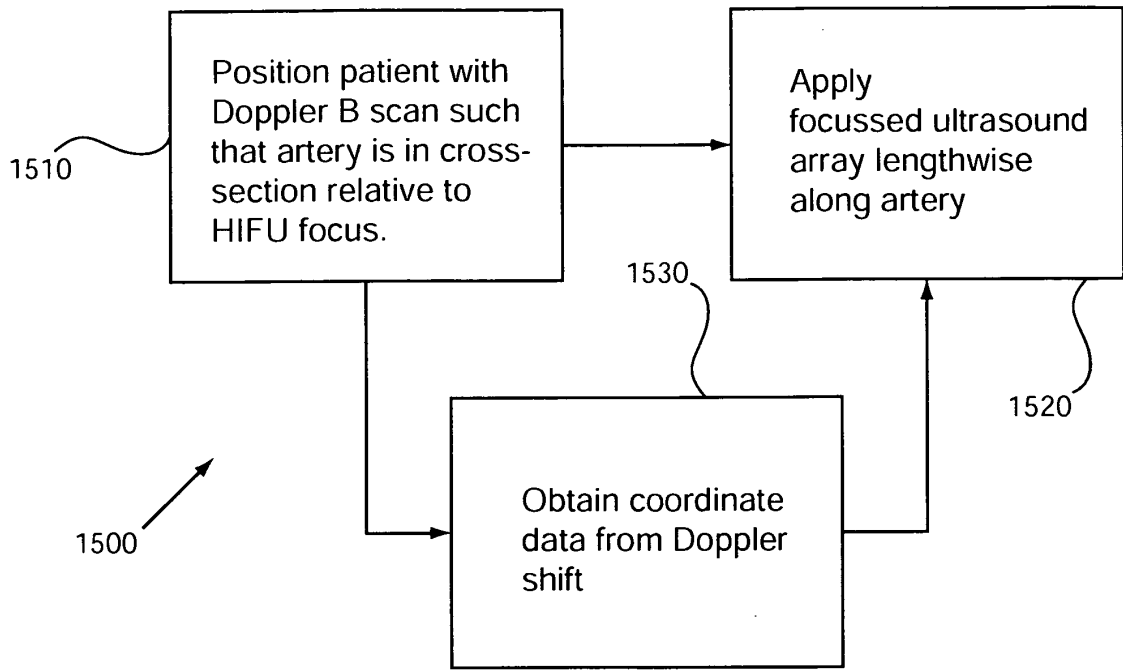 Position patient with
Doppler B scan such
that artery is in cross-
section relative to
HIFU focus.
1510
Apply
focussed ultrasound
array lengthwise
along artery
1520
1530
Obtain coordinate
data from Doppler
shift
1500